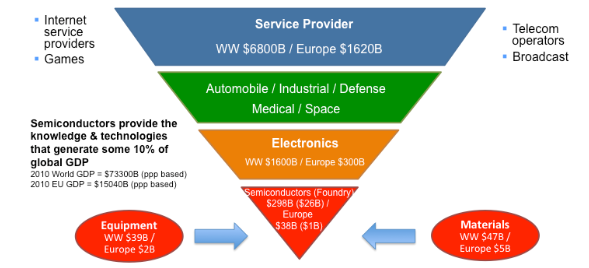 • Internet
service
providers
• Games
Service Provider
WW $6800B / Europe $1620B
• Telecom
operators
• Broadcast
Automobile / Industrial / Defense
Medical / Space
Semiconductors provide the
knowledge & technologies
that generate some 10% of
global GDP
2010 World GDP = $73300B (ppp based)
2010 EU GDP = $15040B (ppp based)
Electronics
WW $1600B / Europe $300B
Semiconductors (Foundry)
$298B ($26B) /
Europe
$38B ($1B)
Equipment
WW $39B /
Europe $2B
Materials
WW $47B /
Europe $5B